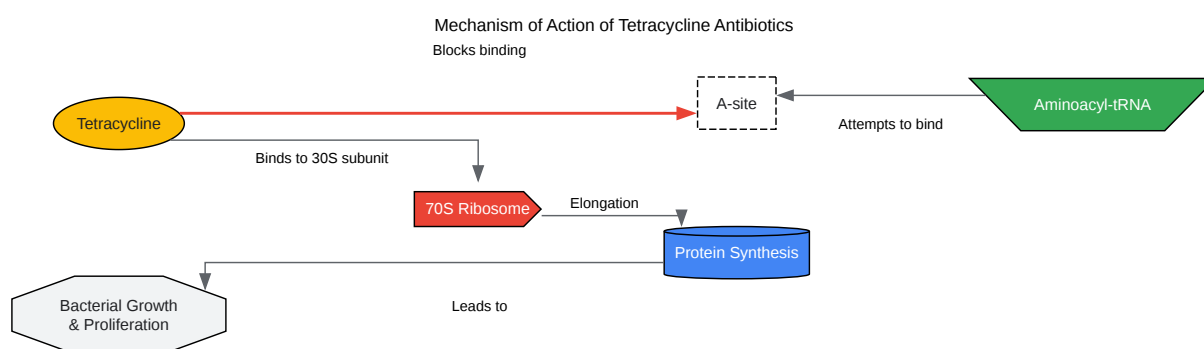 Mechanism of Action of Tetracycline Antibiotics
Blocks binding
A-site
Aminoacyl-tRNA
Tetracycline
Attempts to bind
Binds to 30S subunit
70S Ribosome
Elongation
Protein Synthesis
Bacterial Growth
& Proliferation
Leads to